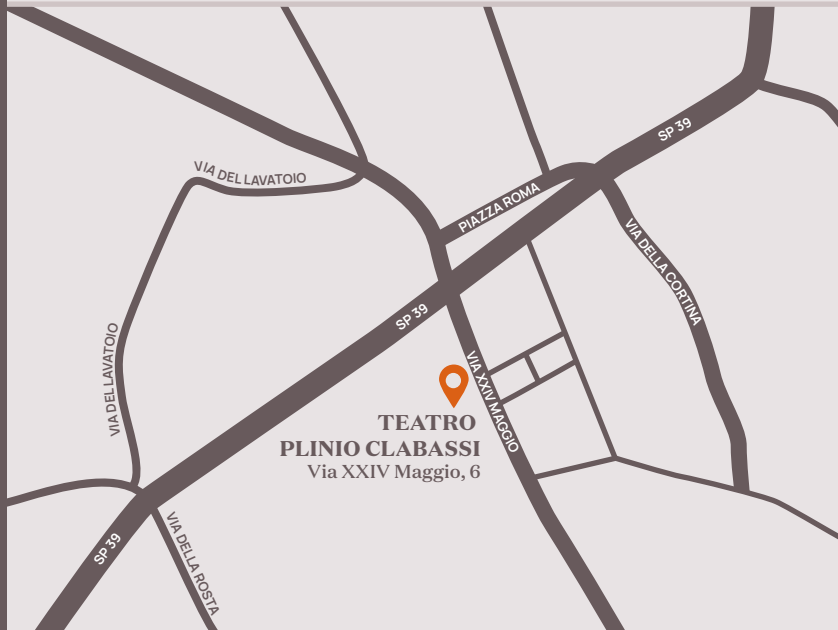 SP 39
VIA DEL LAVATOIO
PIAZZA ROMA
VIA DELLA CORTINA
SP 39
VIA DEL LAVATOIO
VIA XXIV MAGGIO
TEATRO
PLINIO CLABASSI
Via XXIV Maggio, 6
SP 39
VIA DELLA ROSTA